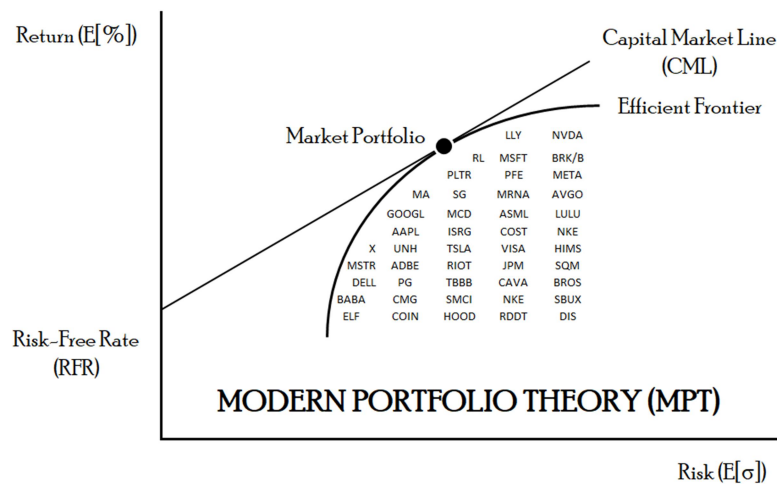 Return (E[%])
Capital Market Line
(CML)
Efficient Frontier
Market Portfolio
LLY NVDA
RL MSFT BRK/B
PLTR PFE META
MA SG MRNA AVGO
GOOGL MCD ASML LULU
AAPL ISRG COST NKE
X UNH TSLA VISA HIMS
MSTR ADBE RIOT JPM SQM
DELL PG TBBB CAVA BROS
BABA CMG SMCI NKE SBUX
ELF COIN HOOD RDDT DIS
Risk-Free Rate
(RFR)
MODERN PORTFOLIO THEORY (MPT)
Risk (E[σ])